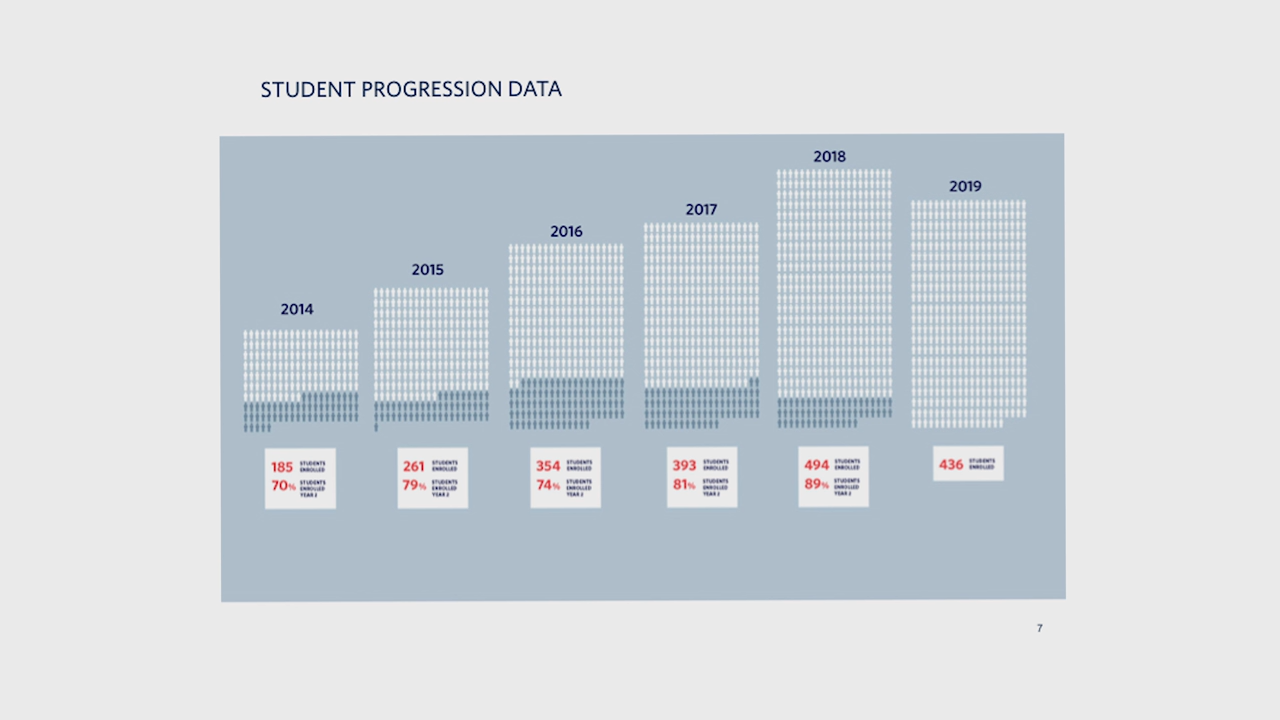 STUDENT PROGRESSION DATA
2014
2015
2016
2017
2018
2019
185 STUDENTS
ENROLLED
70% STUDENTS
ENROLLED
YEAR 2
261 STUDENTS
ENROLLED
79% STUDENTS
ENROLLED
YEAR 2
354 STUDENTS
ENROLLED
74% STUDENTS
ENROLLED
YEAR 2
393 STUDENTS
ENROLLED
81% STUDENTS
ENROLLED
YEAR 2
494 STUDENTS
ENROLLED
89% STUDENTS
ENROLLED
YEAR 2
436 STUDENTS
ENROLLED
7